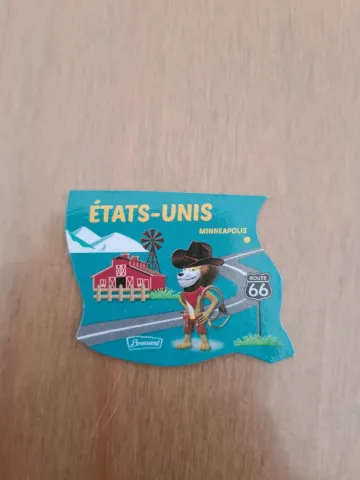 ÉTATS-UNIS
MINNEAPOLIS
ROUTE
66
Brossard